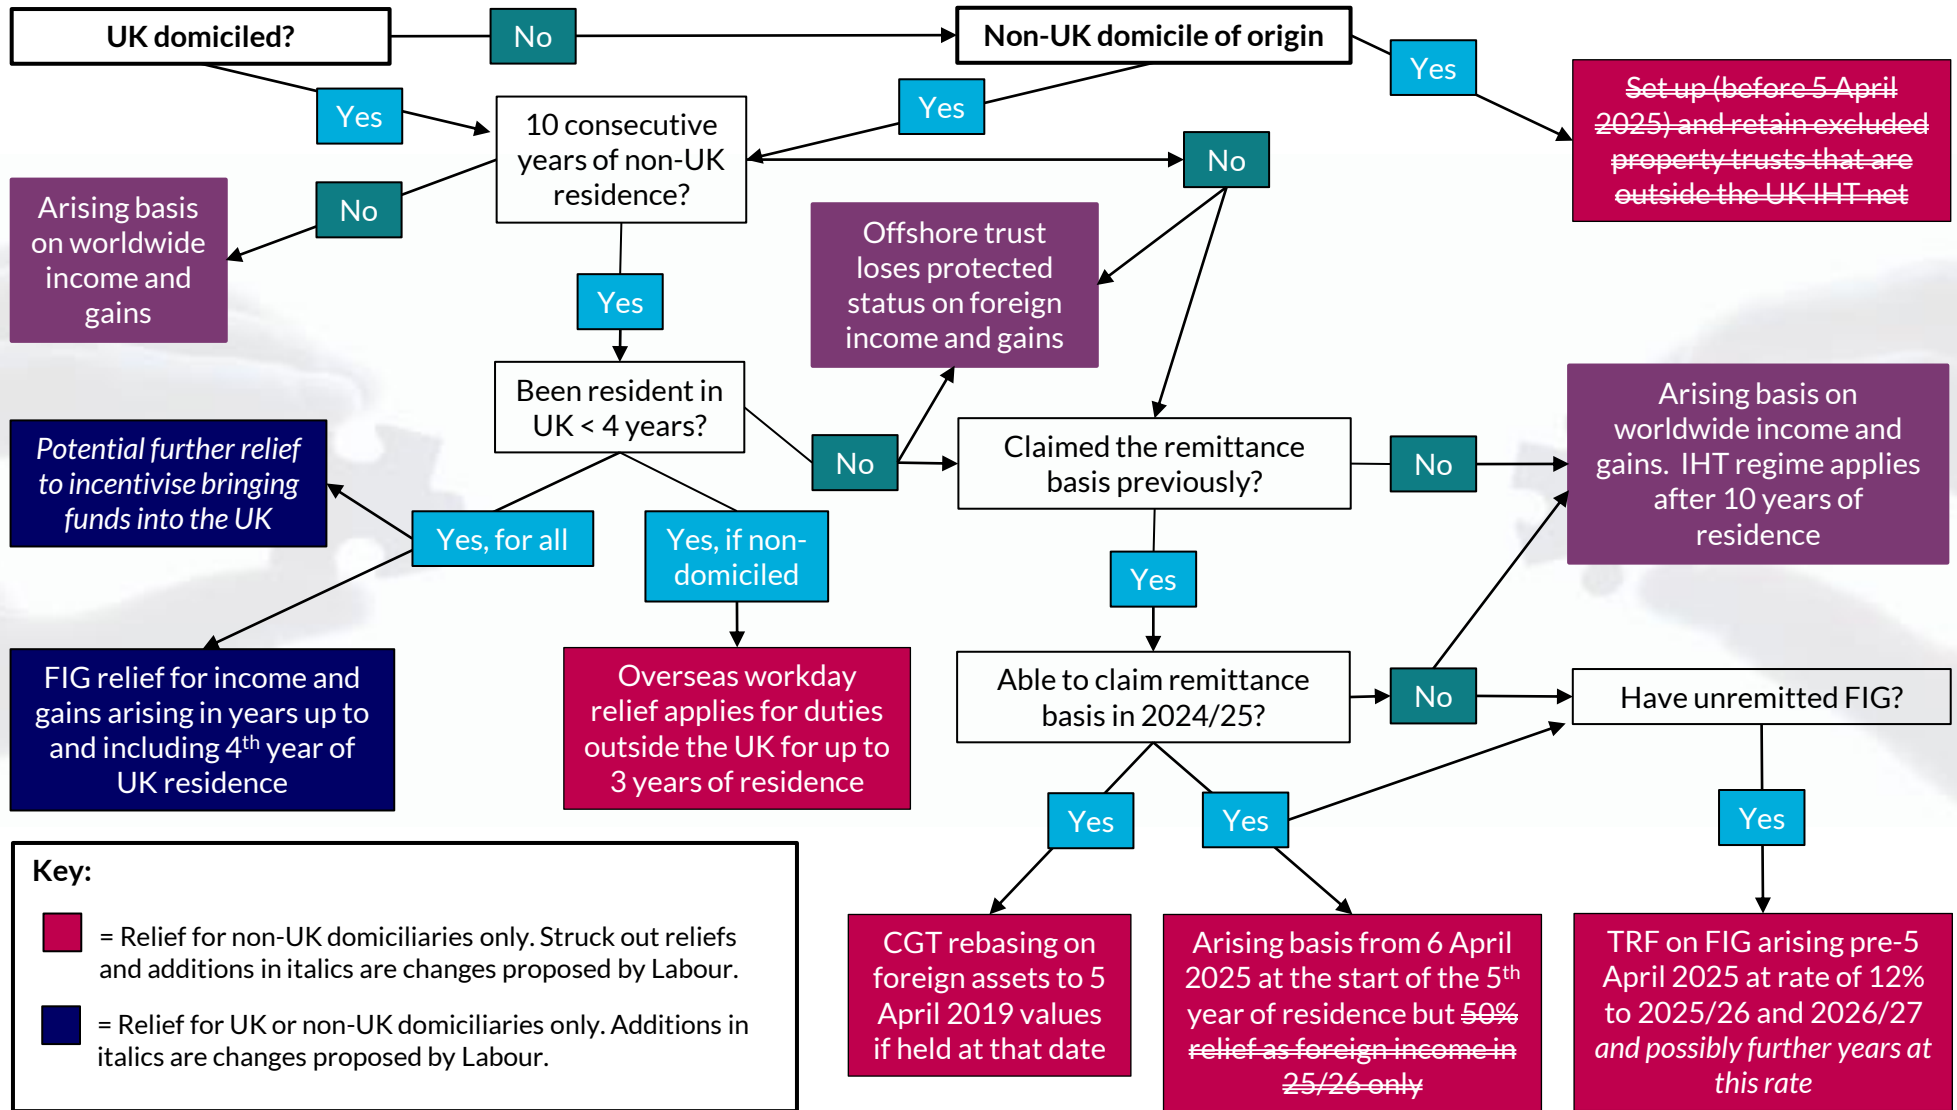 UK domiciled?
No
Non-UK domicile of origin
Yes
Set up (before 5 April
2025) and retain excluded
property trusts that are
outside the UK IHT net
Yes
10 consecutive
years of non-UK
residence?
Yes
No
No
Arising basis
on worldwide
income and
gains
Offshore trust
loses protected
status on foreign
income and gains
Yes
Been resident in
UK < 4 years?
Potential further relief
to incentivise bringing
funds into the UK
No
Claimed the remittance
basis previously?
No
Arising basis on
worldwide income and
gains. IHT regime applies
after 10 years of
residence
Yes, for all
Yes, if non-
domiciled
Yes
FIG relief for income and
gains arising in years up to
and including 4th year of
UK residence
Overseas workday
relief applies for duties
outside the UK for up to
3 years of residence
Able to claim remittance
basis in 2024/25?
No
Have unremitted FIG?
Yes
Yes
Yes
Key:
= Relief for non-UK domiciliaries only. Struck out reliefs
and additions in italics are changes proposed by Labour.
= Relief for UK or non-UK domiciliaries only. Additions in
italics are changes proposed by Labour.
CGT rebasing on
foreign assets to 5
April 2019 values
if held at that date
Arising basis from 6 April
2025 at the start of the 5th
year of residence but 50%
relief as foreign income in
25/26 only
TRF on FIG arising pre-5
April 2025 at rate of 12%
to 2025/26 and 2026/27
and possibly further years at
this rate